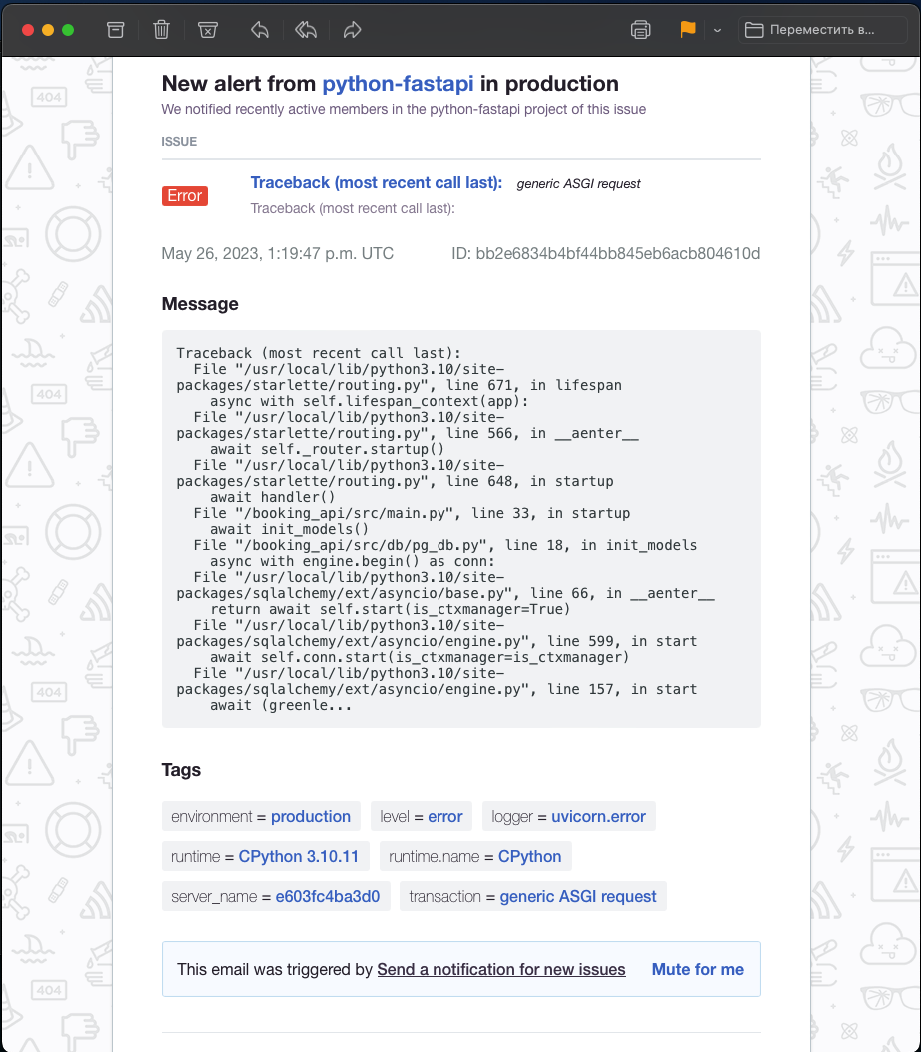 Переместить в...
New alert from python-fastapi in production
We notified recently active members in the python-fastapi project of this issue
ISSUE
Error
Traceback (most recent call last): generic ASGI request
Traceback (most recent call last):
May 26, 2023, 1:19:47 p.m. UTC ID: bb2e6834b4bf44bb845eb6acb804610d
Message
Traceback (most recent call last):
  File "/usr/local/lib/python3.10/site-
packages/starlette/routing.py", line 671, in lifespan
    async with self.lifespan_context(app):
  File "/usr/local/lib/python3.10/site-
packages/starlette/routing.py", line 566, in __aenter__
    await self._router.startup()
  File "/usr/local/lib/python3.10/site-
packages/starlette/routing.py", line 648, in startup
    await handler()
  File "/booking_api/src/main.py", line 33, in startup
    await init_models()
  File "/booking_api/src/db/pg_db.py", line 18, in init_models
    async with engine.begin() as conn:
  File "/usr/local/lib/python3.10/site-
packages/sqlalchemy/ext/asyncio/base.py", line 66, in __aenter__
    return await self.start(is_ctxmanager=True)
  File "/usr/local/lib/python3.10/site-
packages/sqlalchemy/ext/asyncio/engine.py", line 599, in start
    await self.conn.start(is_ctxmanager=is_ctxmanager)
  File "/usr/local/lib/python3.10/site-
packages/sqlalchemy/ext/asyncio/engine.py", line 157, in start
    await (greenle...
Tags
environment = production level = error logger = uvicorn.error
runtime = CPython 3.10.11 runtime.name = CPython
server_name = e603fc4ba3d0 transaction = generic ASGI request
This email was triggered by Send a notification for new issues Mute for me
404
404
404
404